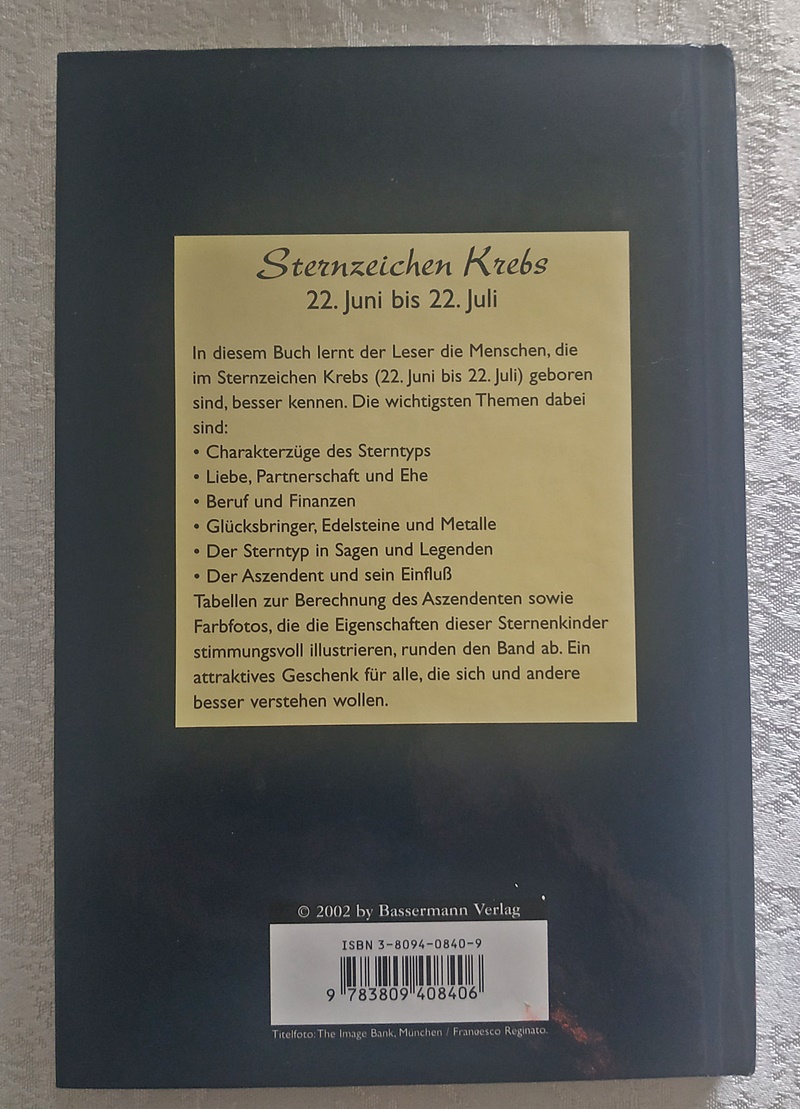 Sternzeichen Krebs
22. Juni bis 22. Juli
In diesem Buch lernt der Leser die Menschen, die
im Sternzeichen Krebs (22. Juni bis 22. Juli) geboren
sind, besser kennen. Die wichtigsten Themen dabei
sind:
• Charakterzüge des Sterntyps
• Liebe, Partnerschaft und Ehe
• Beruf und Finanzen
• Glücksbringer, Edelsteine und Metalle
• Der Sterntyp in Sagen und Legenden
• Der Aszendent und sein Einfluß
Tabellen zur Berechnung des Aszendenten sowie
Farbfotos, die die Eigenschaften dieser Sternenkinder
stimmungsvoll illustrieren, runden den Band ab. Ein
attraktives Geschenk für alle, die sich und andere
besser verstehen wollen.
© 2002 by Bassermann Verlag
ISBN 3-8094-0840-9
9 783809 408406
Titelfoto: The Image Bank, München / Francesco Reginato.